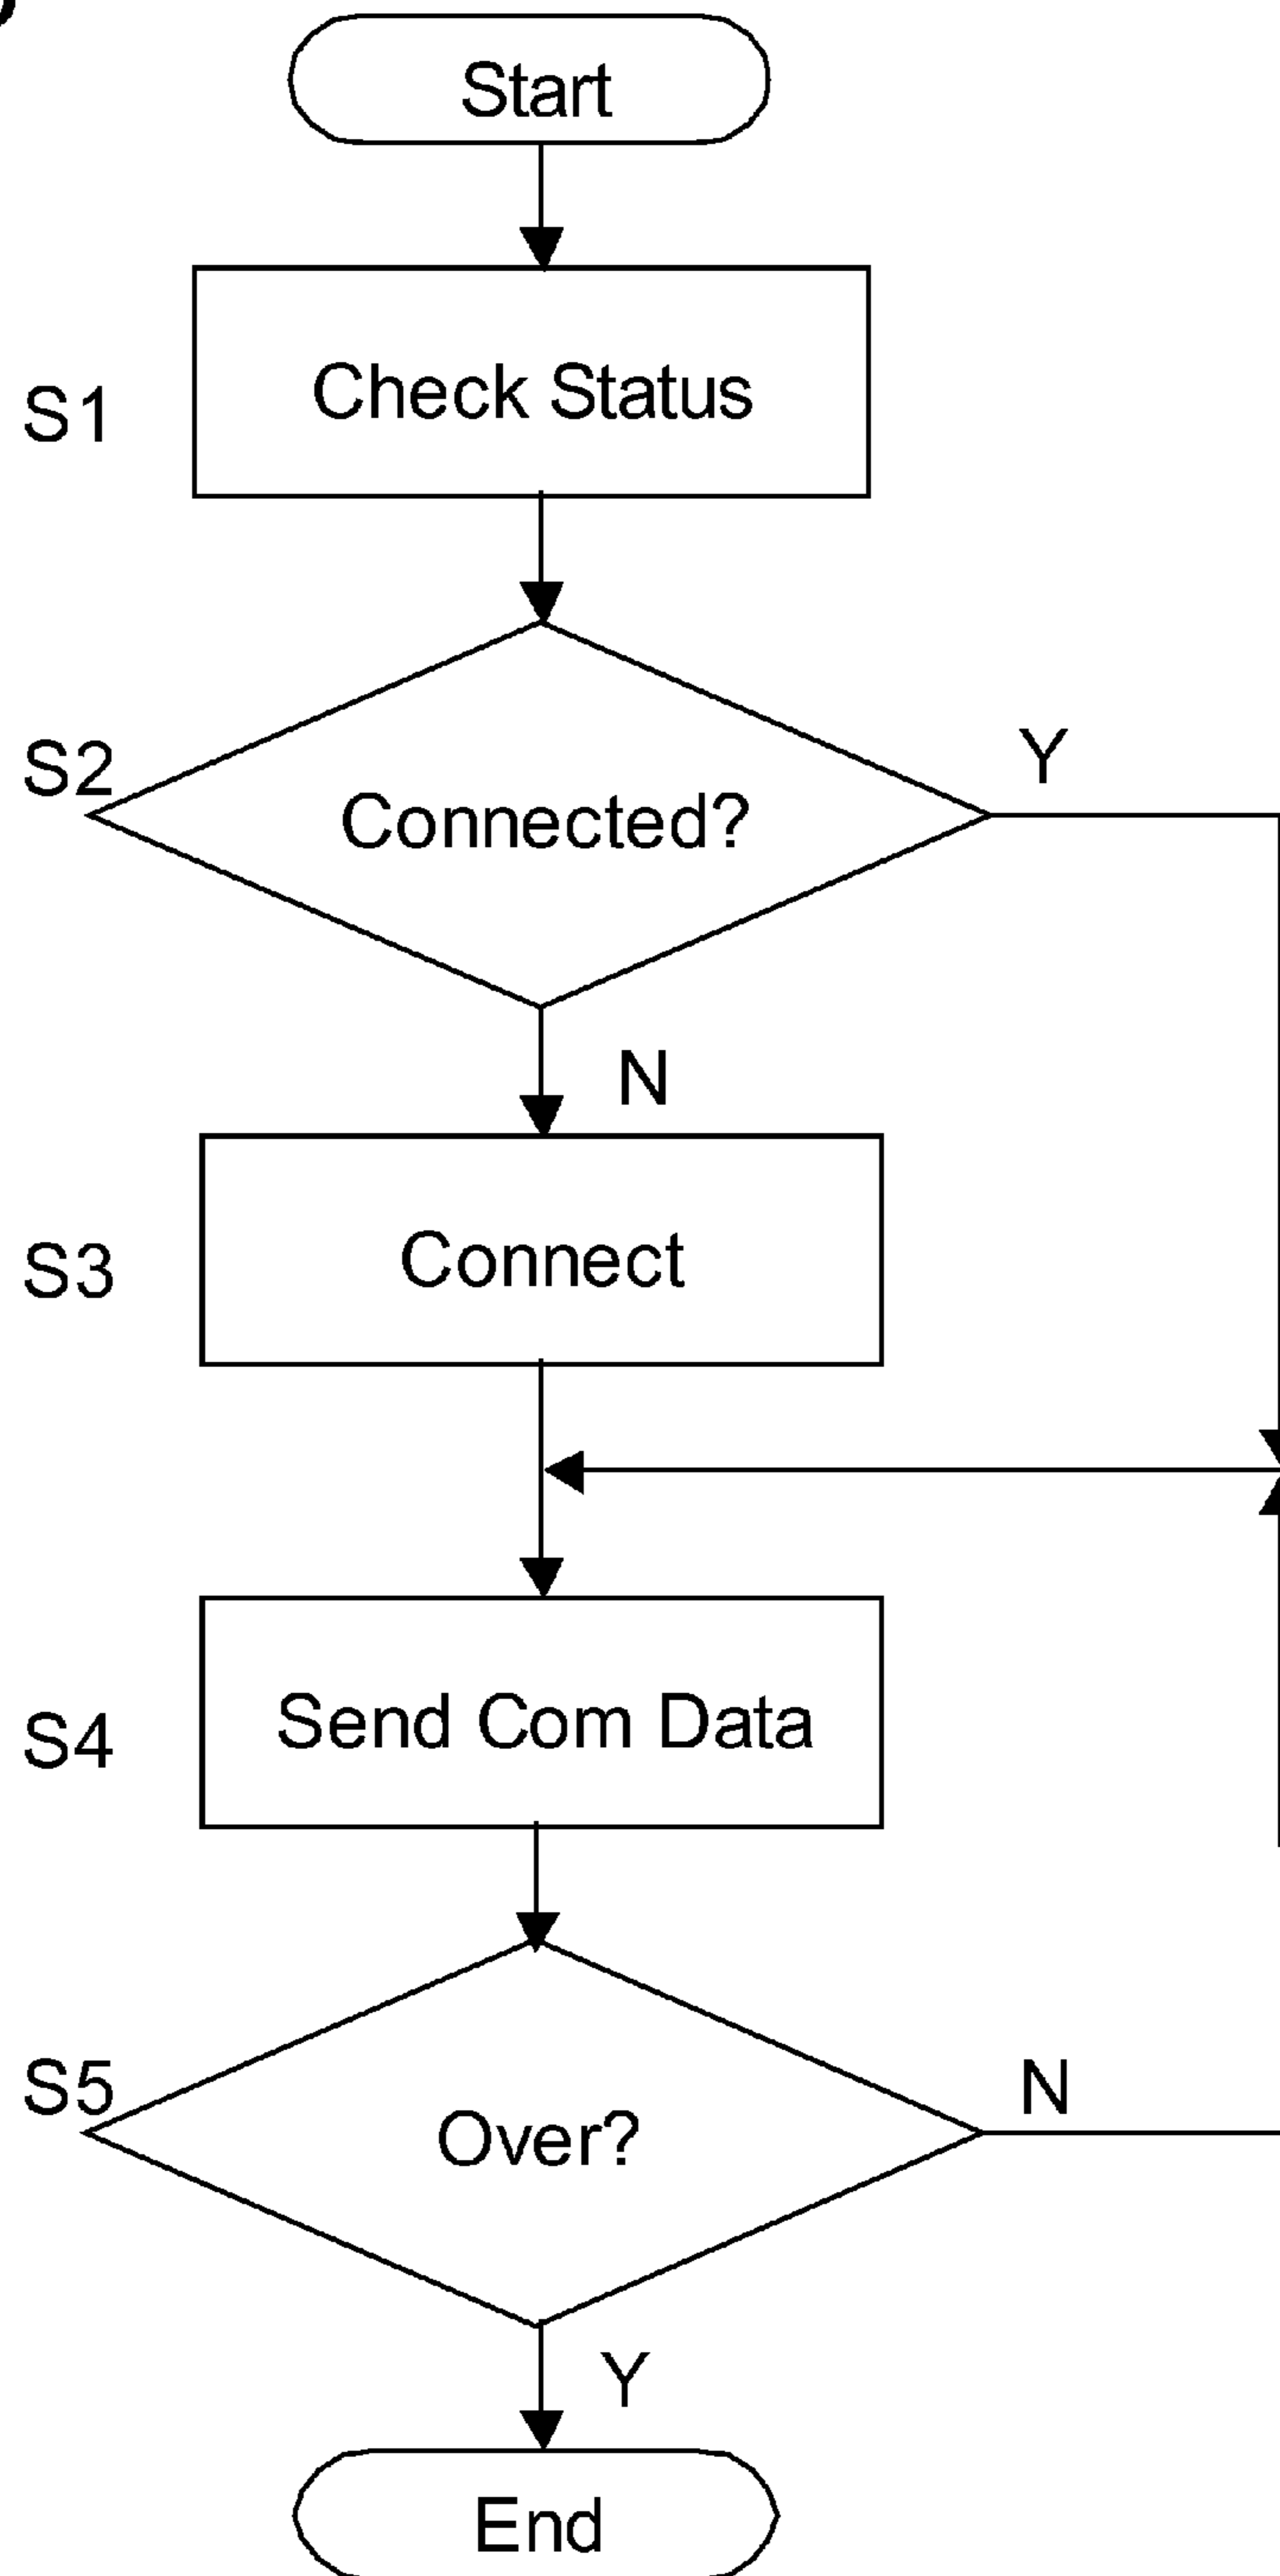 Start
S1
Check Status
S2
Connected?
Y
N
S3
Connect
S4
Send Com Data
S5
Over?
N
Y
End